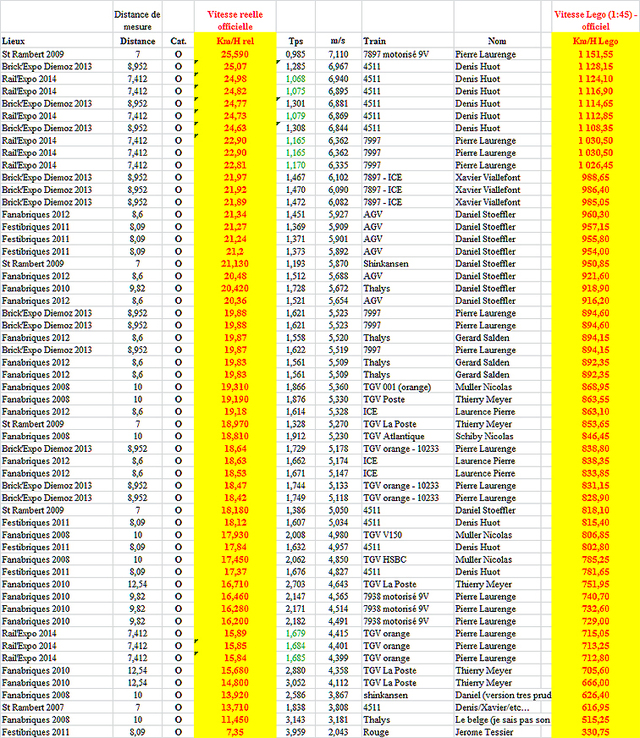 Distance de mesure Vitesse reelle officielle Vitesse Lego (1:45) - officiel
Lieux Distance Cat. Km/H rel Tps m/s Train Nom Km/H Lego
St Rambert 2009 7 O 25,590 0,985 7,110 7897 motorisé 9V Pierre Laurenge 1 151,55
Brick'Expo Diemoz 2013 8,952 O 25,07 1,285 6,967 4511 Denis Huot 1 128,15
Rail'Expo 2014 7,412 O 24,98 1,068 6,940 4511 Denis Huot 1 124,10
Rail'Expo 2014 7,412 O 24,82 1,075 6,895 4511 Denis Huot 1 116,90
Brick'Expo Diemoz 2013 8,952 O 24,77 1,301 6,881 4511 Denis Huot 1 114,65
Rail'Expo 2014 7,412 O 24,73 1,079 6,869 4511 Denis Huot 1 112,85
Brick'Expo Diemoz 2013 8,952 O 24,63 1,308 6,844 4511 Denis Huot 1 108,35
Rail'Expo 2014 7,412 O 22,90 1,165 6,362 7997 Pierre Laurenge 1 030,50
Rail'Expo 2014 7,412 O 22,90 1,165 6,362 7997 Pierre Laurenge 1 030,50
Rail'Expo 2014 7,412 O 22,81 1,170 6,335 7997 Pierre Laurenge 1 026,45
Brick'Expo Diemoz 2013 8,952 O 21,97 1,467 6,102 7897 - ICE Xavier Viallefont 988,65
Brick'Expo Diemoz 2013 8,952 O 21,92 1,470 6,090 7897 - ICE Xavier Viallefont 986,40
Brick'Expo Diemoz 2013 8,952 O 21,89 1,472 6,082 7897 - ICE Xavier Viallefont 985,05
Fanabriques 2012 8,6 O 21,34 1,451 5,927 AGV Daniel Stoeffler 960,30
Festibriques 2011 8,09 O 21,27 1,369 5,909 AGV Daniel Stoeffler 957,15
Festibriques 2011 8,09 O 21,24 1,371 5,901 AGV Daniel Stoeffler 955,80
Festibriques 2011 8,09 O 21,2 1,373 5,892 AGV Daniel Stoeffler 954,00
St Rambert 2009 7 O 21,130 1,193 5,870 Shinkansen Daniel Stoeffler 950,85
Fanabriques 2012 8,6 O 20,48 1,512 5,688 AGV Daniel Stoeffler 921,60
Fanabriques 2010 9,82 O 20,420 1,728 5,672 Thalys Daniel Stoeffler 918,90
Fanabriques 2012 8,6 O 20,36 1,521 5,654 AGV Daniel Stoeffler 916,20
Brick'Expo Diemoz 2013 8,952 O 19,88 1,621 5,523 7997 Pierre Laurenge 894,60
Brick'Expo Diemoz 2013 8,952 O 19,88 1,621 5,523 7997 Pierre Laurenge 894,60
Fanabriques 2012 8,6 O 19,87 1,558 5,520 Thalys Gerard Salden 894,15
Brick'Expo Diemoz 2013 8,952 O 19,87 1,622 5,519 7997 Pierre Laurenge 894,15
Fanabriques 2012 8,6 O 19,83 1,561 5,509 Thalys Gerard Salden 892,35
Fanabriques 2012 8,6 O 19,83 1,561 5,509 Thalys Gerard Salden 892,35
Fanabriques 2008 10 O 19,310 1,866 5,360 TGV 001 (orange) Muller Nicolas 868,95
Fanabriques 2008 10 O 19,190 1,876 5,330 TGV Poste Thierry Meyer 863,55
Fanabriques 2012 8,6 O 19,18 1,614 5,328 ICE Laurence Pierre 863,10
St Rambert 2009 7 O 18,970 1,328 5,270 TGV La Poste Thierry Meyer 853,65
Fanabriques 2008 10 O 18,810 1,912 5,230 TGV Atlantique Schiby Nicolas 846,45
Brick'Expo Diemoz 2013 8,952 O 18,64 1,729 5,178 TGV orange - 10233 Pierre Laurenge 838,80
Fanabriques 2012 8,6 O 18,63 1,662 5,174 ICE Laurence Pierre 838,35
Fanabriques 2012 8,6 O 18,53 1,671 5,147 ICE Laurence Pierre 833,85
Brick'Expo Diemoz 2013 8,952 O 18,47 1,744 5,133 TGV orange - 10233 Pierre Laurenge 831,15
Brick'Expo Diemoz 2013 8,952 O 18,42 1,749 5,118 TGV orange - 10233 Pierre Laurenge 828,90
St Rambert 2009 7 O 18,180 1,386 5,050 4511 Daniel Stoeffler 818,10
Festibriques 2011 8,09 O 18,12 1,607 5,034 4511 Denis Huot 815,40
Fanabriques 2008 10 O 17,930 2,008 4,980 TGV V150 Muller Nicolas 806,85
Festibriques 2011 8,09 O 17,84 1,632 4,957 4511 Denis Huot 802,80
Fanabriques 2008 10 O 17,450 2,062 4,850 TGV HSBC Muller Nicolas 785,25
Festibriques 2011 8,09 O 17,37 1,676 4,827 4511 Denis Huot 781,65
Fanabriques 2010 12,54 O 16,710 2,703 4,643 TGV La Poste Thierry Meyer 751,95
Fanabriques 2010 9,82 O 16,460 2,147 4,565 7938 motorisé 9V Pierre Laurenge 740,70
Fanabriques 2010 9,82 O 16,280 2,171 4,514 7938 motorisé 9V Pierre Laurenge 732,60
Fanabriques 2010 9,82 O 16,200 2,182 4,491 7938 motorisé 9V Pierre Laurenge 729,00
Rail'Expo 2014 7,412 O 15,89 1,679 4,415 TGV orange Pierre Laurenge 715,05
Rail'Expo 2014 7,412 O 15,85 1,684 4,401 TGV orange Pierre Laurenge 713,25
Rail'Expo 2014 7,412 O 15,84 1,685 4,399 TGV orange Pierre Laurenge 712,80
Fanabriques 2010 12,54 O 15,680 2,880 4,358 TGV La Poste Thierry Meyer 705,60
Fanabriques 2010 12,54 O 14,800 3,052 4,112 TGV La Poste Thierry Meyer 666,00
Fanabriques 2008 10 O 13,920 2,586 3,867 shinkansen Daniel (version tres prud 626,40
St Rambert 2007 7 O 13,710 1,838 3,808 4511 Denis/Xavier/etc... 616,95
Fanabriques 2008 10 O 11,450 3,143 3,181 Thalys Le belge (je sais pas son 515,25
Festibriques 2011 8,09 O 7,35 3,959 2,043 Rouge Jerome Tessier 330,75